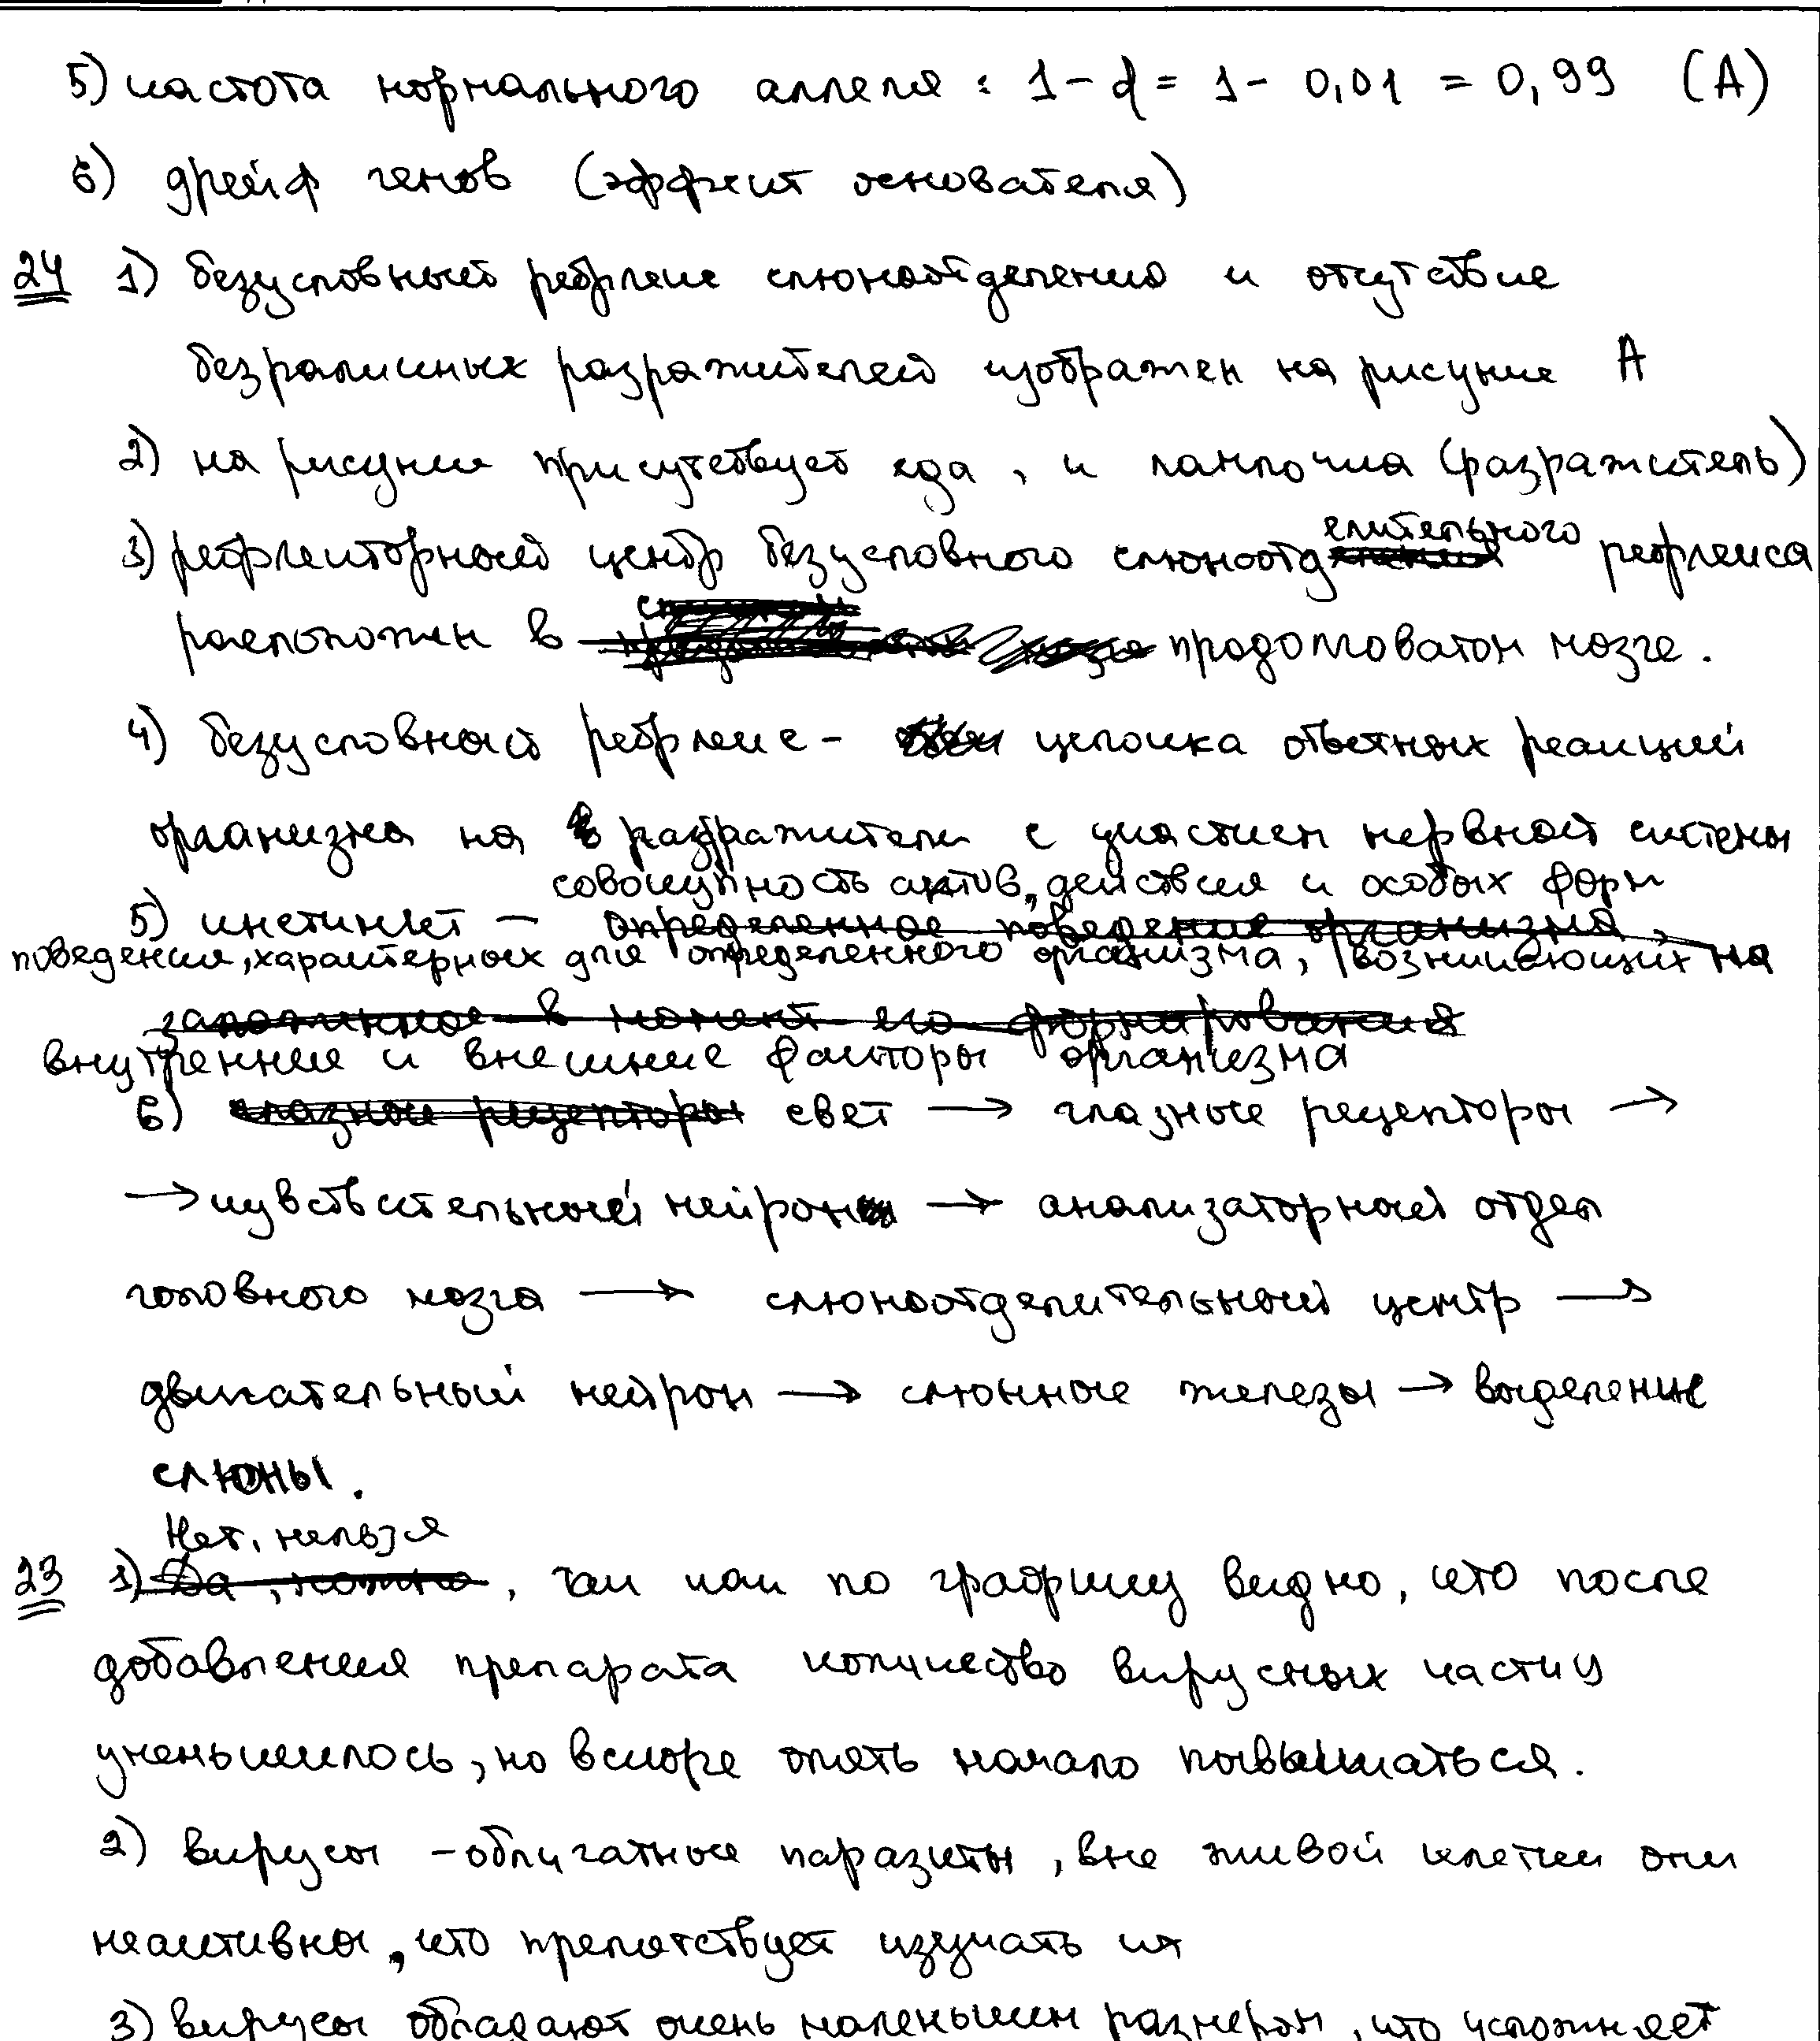 5) частота нормального аллеля : 1 - d = 1 - 0,01 = 0,99 (А)
6) дрейф генов (эффект основателя)
24 1) безусловный рефлекс слюноотделения и отсутствие
безразличных раздражителей изображен на рисунке А
2) на рисунке присутствует еда, и лампочка (разражитель)
3) рефлекторный центр безусловного слюноотделительного рефлекса
расположен в продолговатом мозге.
4) безусловный рефлекс - цепочка ответных реакций
организма на раздражители с участием нервной системы
5) инстинкт - совокупность актов, действия и особых форм
поведения, характерных для определенного организма, возникающих на
внутренние и внешние факторы организма
6) свет → глазные рецепторы →
→ чувствительный нейрон → анализаторный отдел
головного мозга → слюноотделительный центр →
двигательный нейрон → слюнные железы → выделение
слюны.
Нет, нельзя
23 1) Да, можно, так как по графику видно, что после
добавления препарата количество вирусных частиц
уменьшилось, но вскоре опять начало повышаться.
2) вирусы - облигатные паразиты, вне живой клетки они
неактивны, что препятствует изучать их
3) вирусы обладают очень маленьким размером, что усложняет